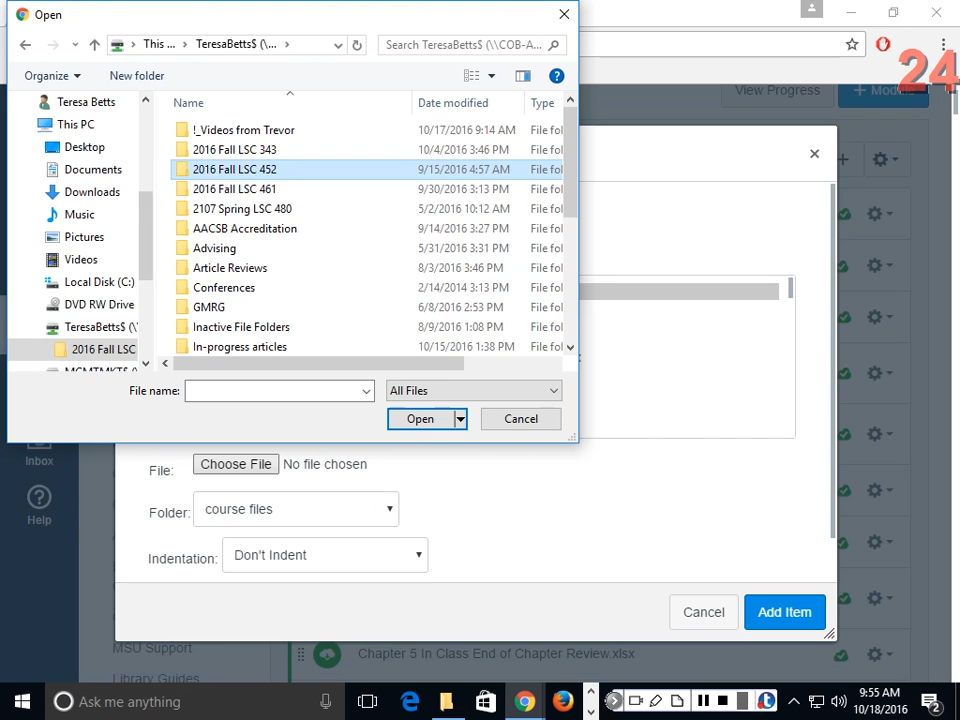 Open
This ...
TeresaBetts$ (\...
Search TeresaBetts$ (\\COB-A...
Organize
New folder
Teresa Betts
This PC
Desktop
Documents
Downloads
Music
Pictures
Videos
Local Disk (C:)
DVD RW Drive
TeresaBetts$ (\\
2016 Fall LSC
Name Date modified Type
!_Videos from Trevor 10/17/2016 9:14 AM File fol
2016 Fall LSC 343 10/4/2016 3:46 PM File fol
2016 Fall LSC 452 9/15/2016 4:57 AM File fol
2016 Fall LSC 461 9/30/2016 3:13 PM File fol
2107 Spring LSC 480 5/2/2016 10:12 AM File fol
AACSB Accreditation 9/14/2016 3:27 PM File fol
Advising 5/31/2016 3:31 PM File fol
Article Reviews 8/3/2016 3:46 PM File fol
Conferences 2/14/2014 3:13 PM File fol
GMRG 6/8/2016 2:53 PM File fol
Inactive File Folders 8/9/2016 1:08 PM File fol
In-progress articles 10/15/2016 1:38 PM File fol
File name:
All Files
Open
Cancel
24
View Progress
+ Modu
Inbox
Help
File: Choose File No file chosen
Folder: course files
Indentation: Don't Indent
Cancel
Add Item
MSU Support
Library Guides
Chapter 5 In Class End of Chapter Review.xlsx
Ask me anything
9:55 AM
10/18/2016
2